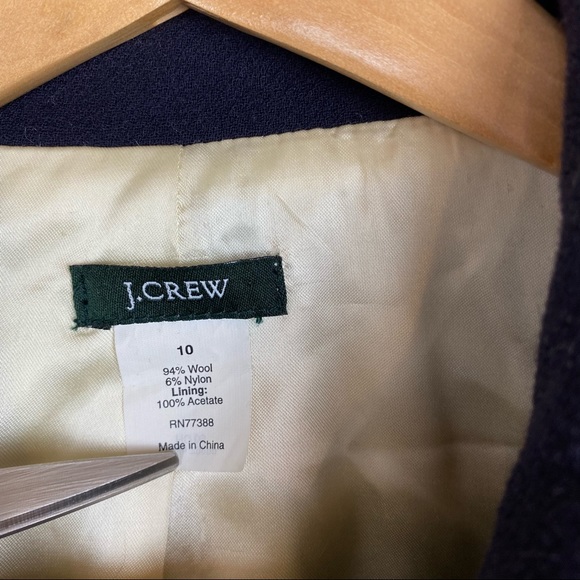 J.CREW
10
94% Wool
6% Nylon
Lining:
100% Acetate
RN77388
Made in China